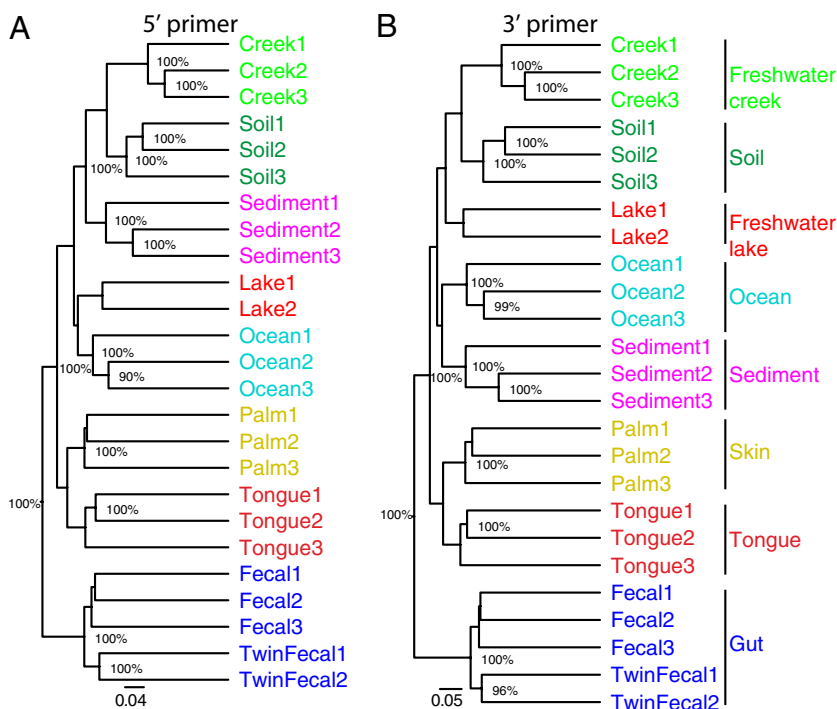 A
5′ primer
Creek1
100%
Creek2
100%
Creek3
Soil1
100%
Soil2
100%
100%
Soil3
Sediment1
100%
Sediment2
100%
Sediment3
Lake1
Lake2
Ocean1
100%
Ocean2
100%
90%
Ocean3
Palm1
Palm2
100%
Palm3
Tongue1
100%
100%
Tongue2
Tongue3
Fecal1
Fecal2
Fecal3
100%
TwinFecal1
100%
TwinFecal2
0.04
B
3′ primer
Creek1
100%
Creek2
100%
Creek3
Freshwater
creek
Soil1
100%
Soil2
100%
Soil3
Soil
Lake1
Lake2
Freshwater
lake
Ocean1
100%
Ocean2
99%
Ocean3
Ocean
Sediment1
100%
100%
Sediment2
100%
Sediment3
Sediment
Palm1
Palm2
100%
Palm3
Skin
Tongue1
100%
100%
Tongue2
Tongue3
Tongue
Fecal1
Fecal2
Fecal3
100%
TwinFecal1
96%
TwinFecal2
Gut
0.05